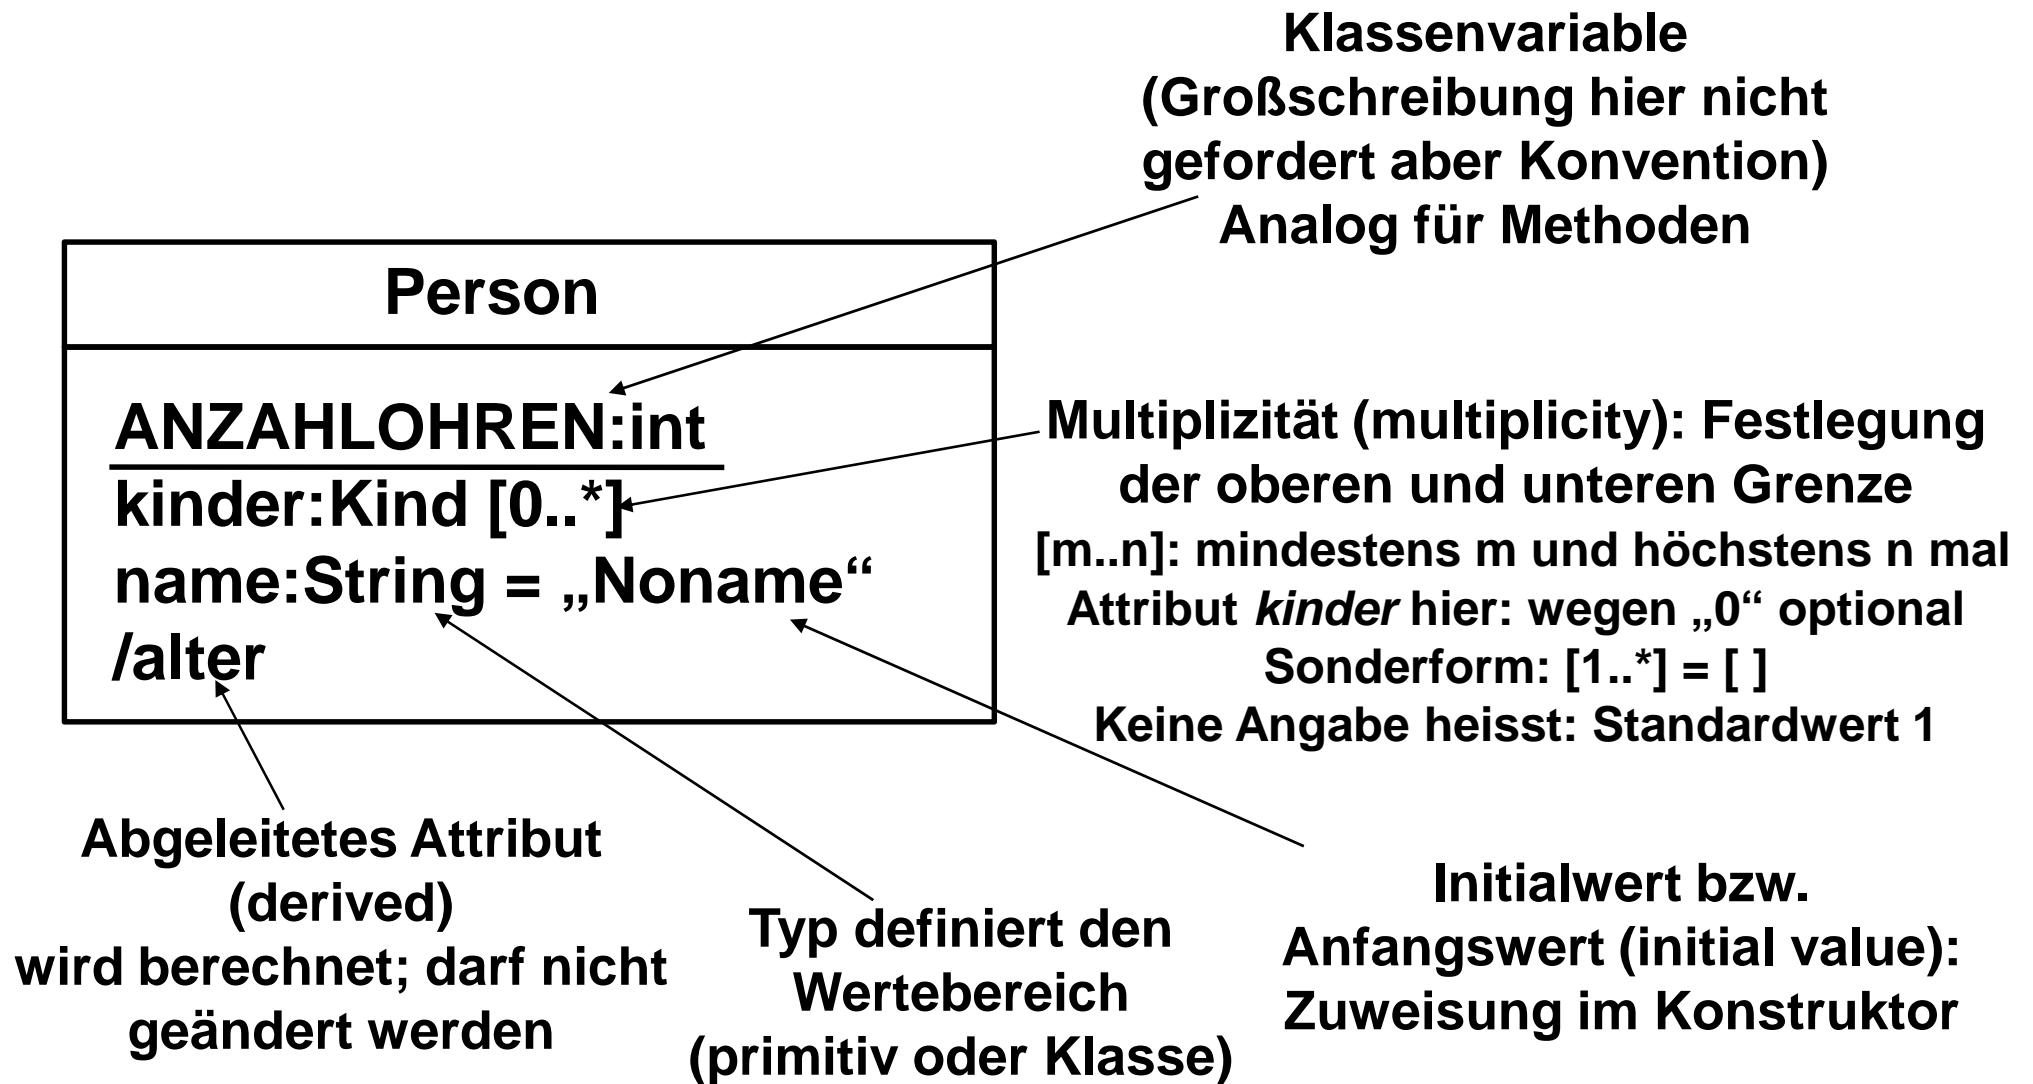 Klassenvariable
(Großschreibung hier nicht
gefordert aber Konvention)
Analog für Methoden
Person
ANZAHLOHREN:int
kinder:Kind [0..*]
name:String = „Noname“
/alter
Multiplizität (multiplicity): Festlegung
der oberen und unteren Grenze
[m..n]: mindestens m und höchstens n mal
Attribut kinder hier: wegen „0“ optional
Sonderform: [1..*] = [ ]
Keine Angabe heisst: Standardwert 1
Abgeleitetes Attribut
(derived)
wird berechnet; darf nicht
geändert werden
Typ definiert den
Wertebereich
(primitiv oder Klasse)
Initialwert bzw.
Anfangswert (initial value):
Zuweisung im Konstruktor